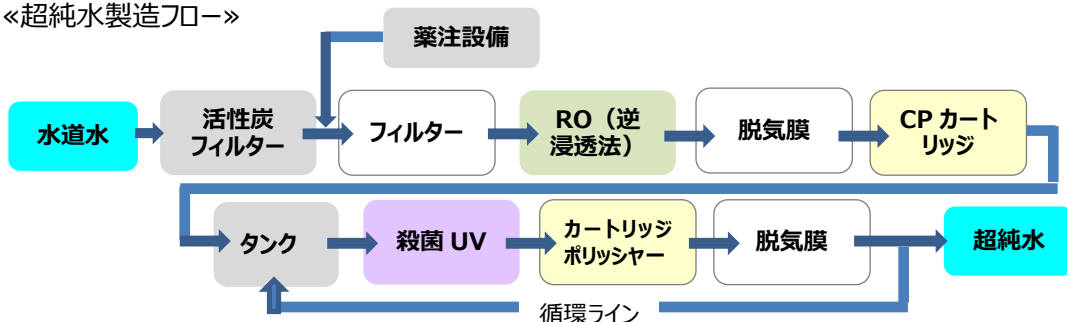 ≪超純水製造フロー≫
薬注設備
水道水
活性炭
フィルター
フィルター
RO（逆
浸透法）
脱気膜
CP カート
リッジ
タンク
殺菌 UV
カートリッジ
ポリッシャー
脱気膜
超純水
循環ライン